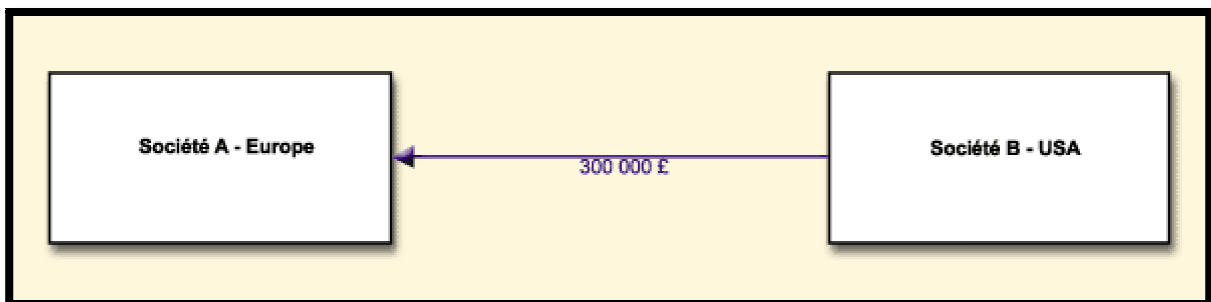 Société A - Europe
300 000 £
Société B - USA